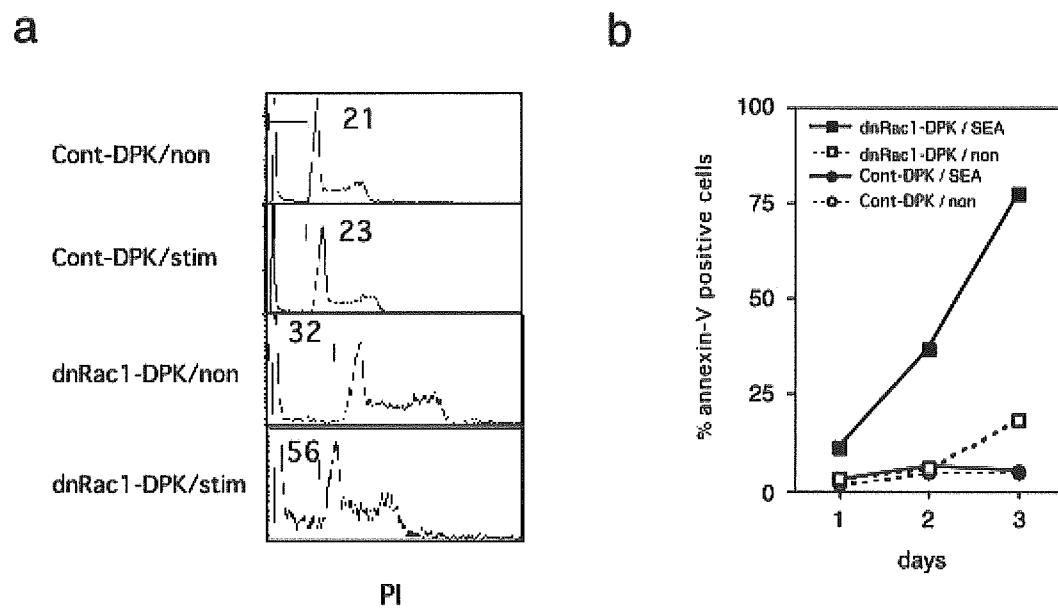 a
Cont-DPK/non
21
Cont-DPK/stim
23
dnRac1-DPK/non
32
dnRac1-DPK/stim
56
PI
b
% annexin-V positive cells
100
75
50
25
0
dnRac1-DPK / SEA
dnRac1-DPK / non
Cont-DPK / SEA
Cont-DPK / non
1 2 3
days